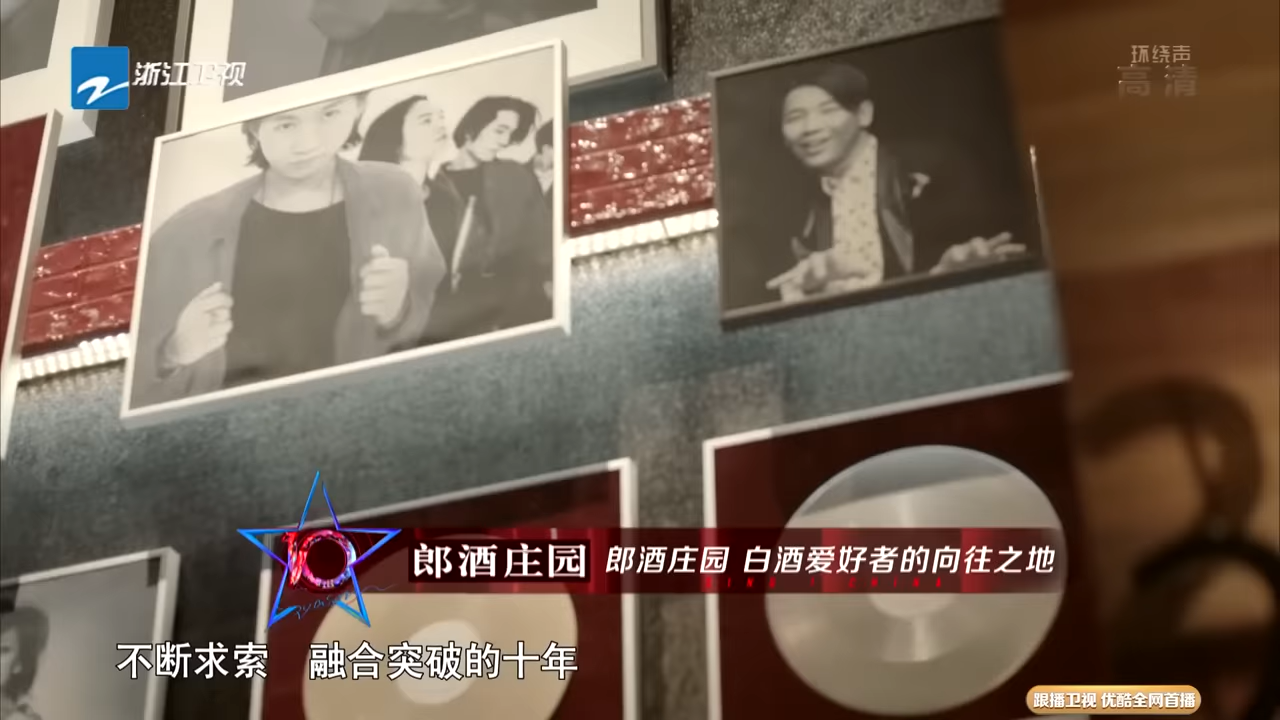 浙江卫视
环绕声
高清
郎酒庄园
郎酒庄园 白酒爱好者的向往之地
不断求索 融合突破的十年
跟播卫视 优酷全网首播